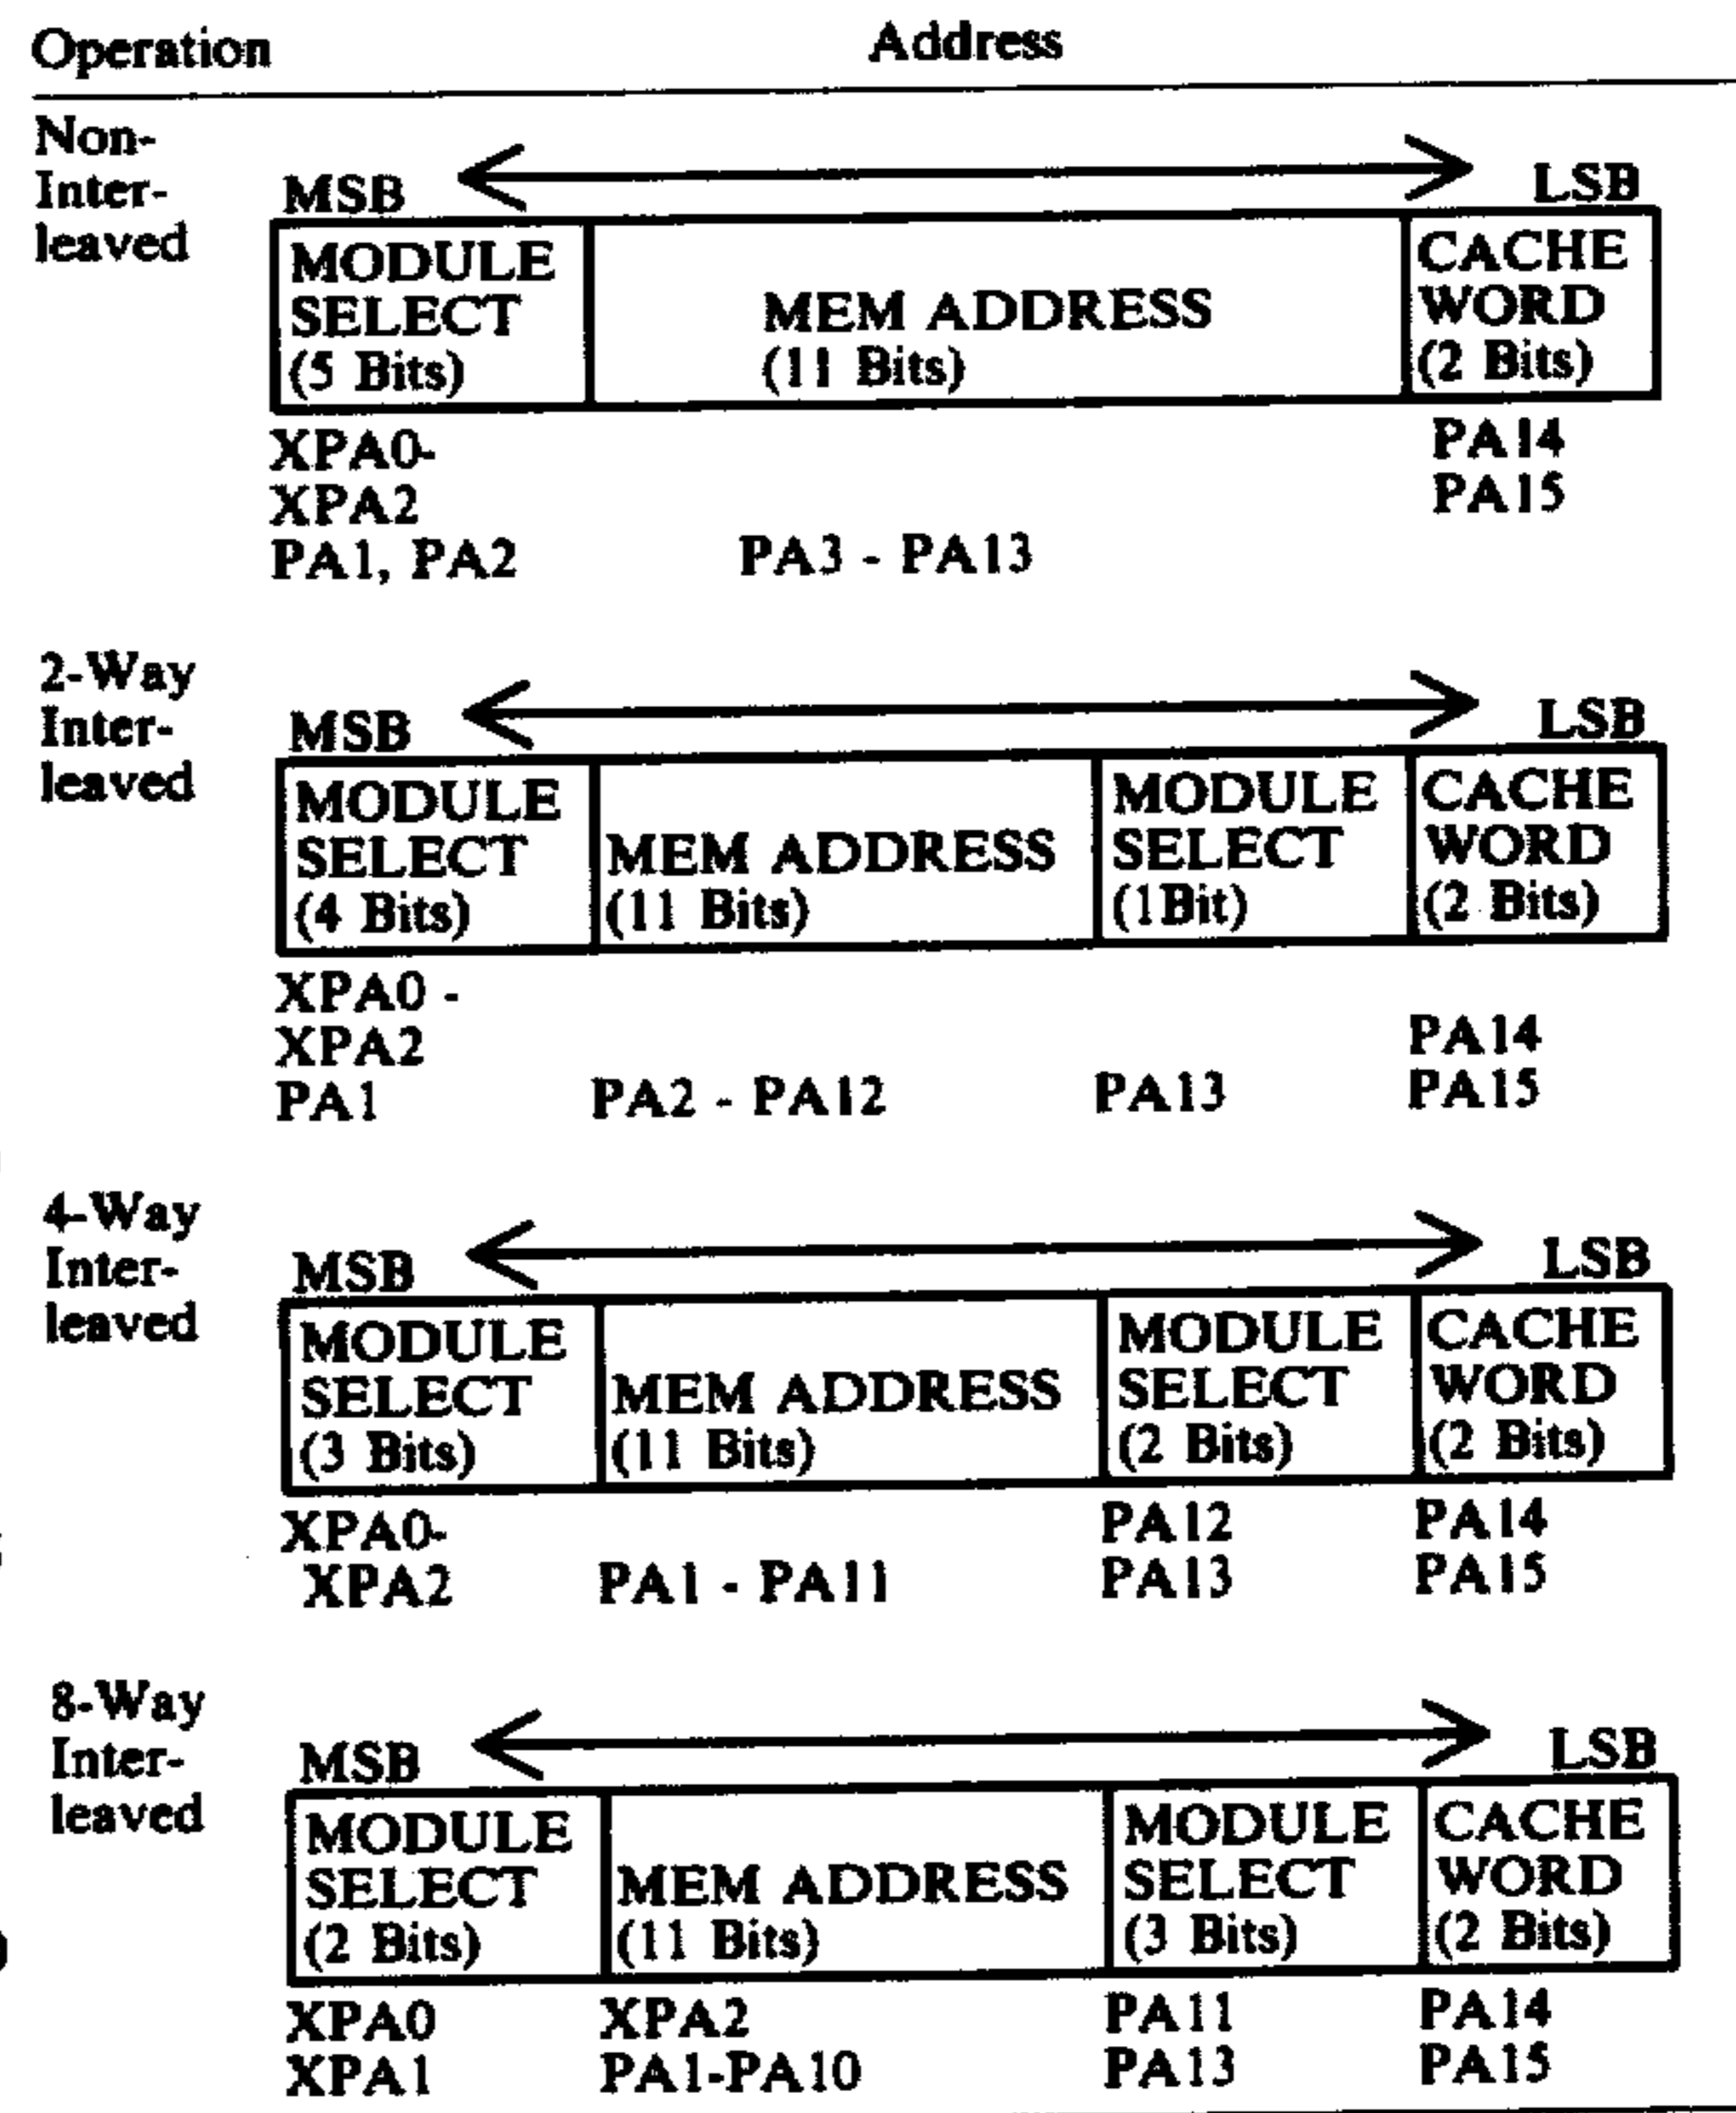 Operation Address
Non-
Inter-
leaved
MSB LSB
MODULE
SELECT
(5 Bits)
MEM ADDRESS
(11 Bits)
CACHE
WORD
(2 Bits)
XPA0-
XPA2
PA1, PA2
PA3 - PA13
PA14
PA15
2-Way
Inter-
leaved
MSB LSB
MODULE
SELECT
(4 Bits)
MEM ADDRESS
(11 Bits)
MODULE
SELECT
(1Bit)
CACHE
WORD
(2 Bits)
XPA0 -
XPA2
PA1
PA2 - PA12
PA13
PA14
PA15
4-Way
Inter-
leaved
MSB LSB
MODULE
SELECT
(3 Bits)
MEM ADDRESS
(11 Bits)
MODULE
SELECT
(2 Bits)
CACHE
WORD
(2 Bits)
XPA0-
XPA2
PA1 - PA11
PA12
PA13
PA14
PA15
8-Way
Inter-
leaved
MSB LSB
MODULE
SELECT
(2 Bits)
MEM ADDRESS
(11 Bits)
MODULE
SELECT
(3 Bits)
CACHE
WORD
(2 Bits)
XPA0
XPA1
XPA2
PA1-PA10
PA11
PA13
PA14
PA15